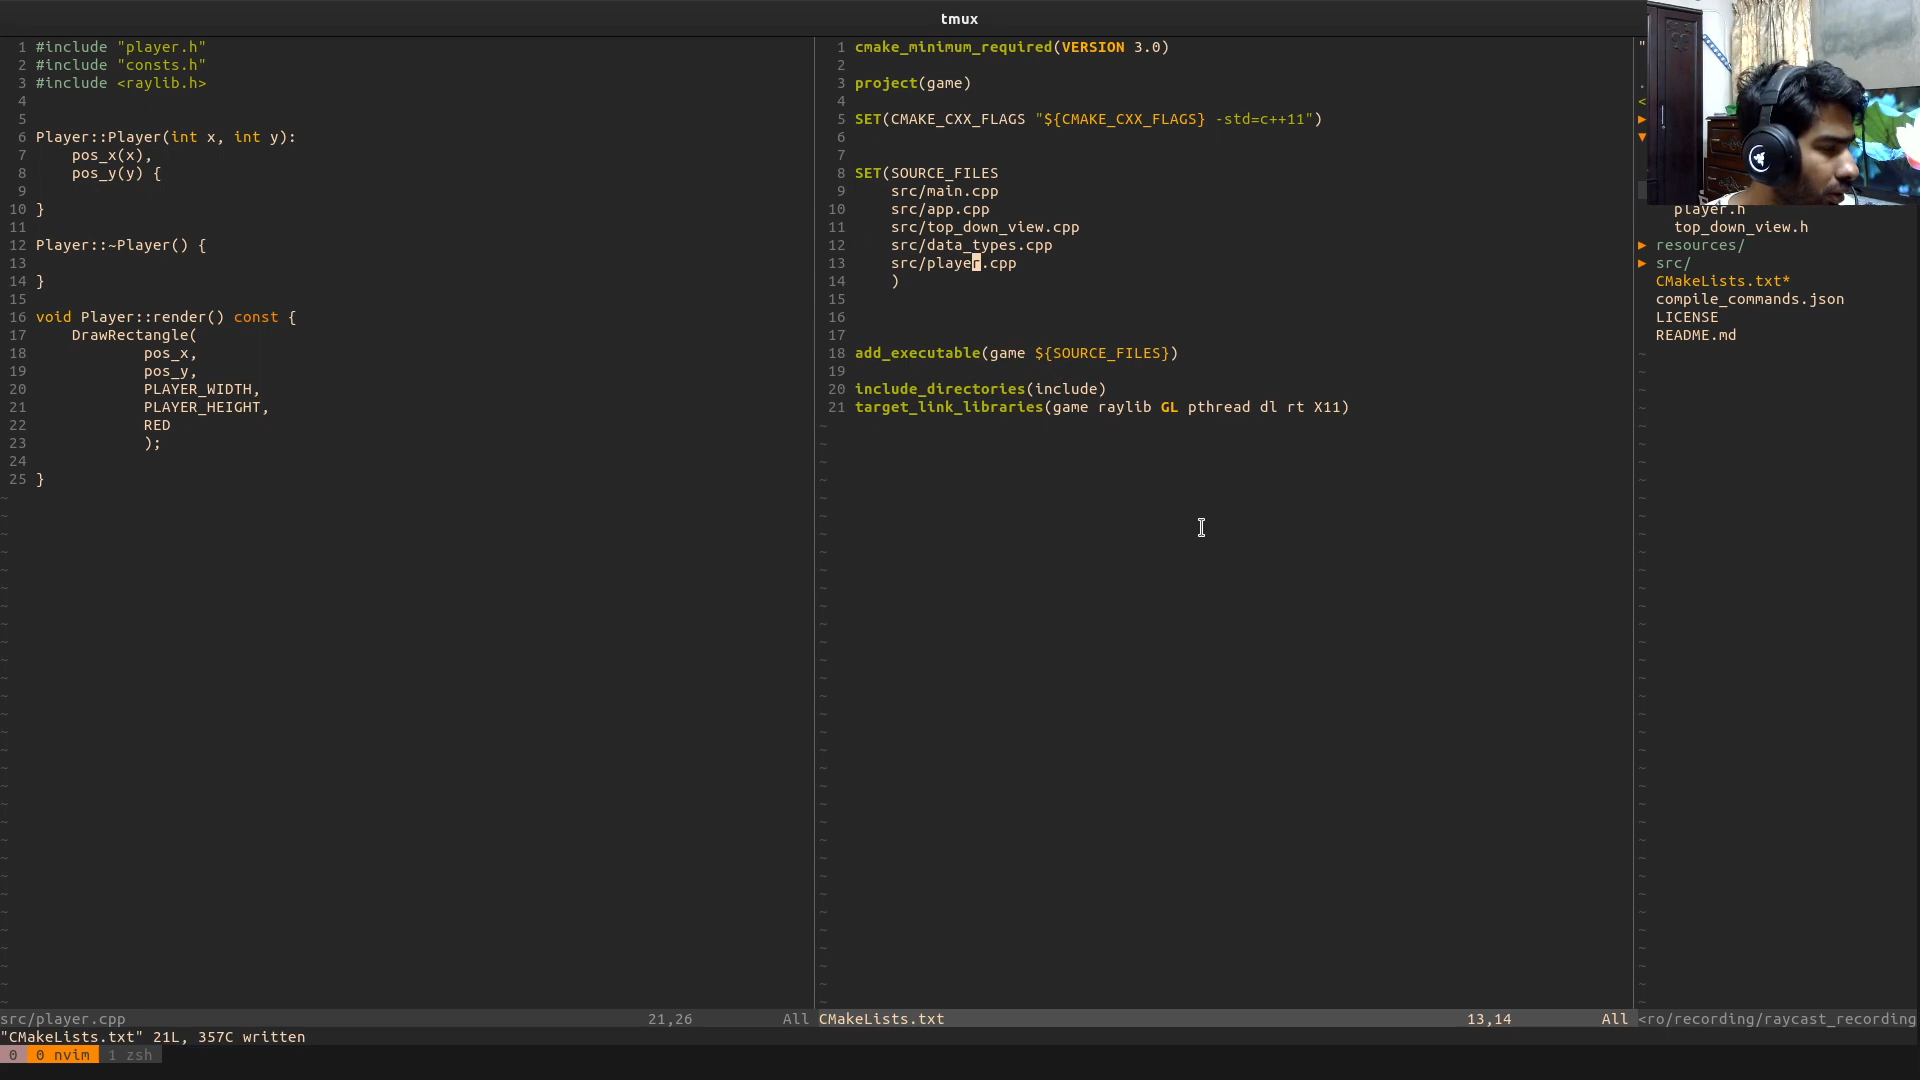 tmux
1 #include "player.h"
2 #include "consts.h"
3 #include <raylib.h>
4
5
6 Player::Player(int x, int y):
7     pos_x(x),
8     pos_y(y) {
9
10 }
11
12 Player::~Player() {
13
14 }
15
16 void Player::render() const {
17     DrawRectangle(
18             pos_x,
19             pos_y,
20             PLAYER_WIDTH,
21             PLAYER_HEIGHT,
22             RED
23             );
24
25 }
src/player.cpp 21,26 All
1 cmake_minimum_required(VERSION 3.0)
2
3 project(game)
4
5 SET(CMAKE_CXX_FLAGS "${CMAKE_CXX_FLAGS} -std=c++11")
6
7
8 SET(SOURCE_FILES
9     src/main.cpp
10     src/app.cpp
11     src/top_down_view.cpp
12     src/data_types.cpp
13     src/player.cpp
14     )
15
16
17
18 add_executable(game ${SOURCE_FILES})
19
20 include_directories(include)
21 target_link_libraries(game raylib GL pthread dl rt X11)
CMakeLists.txt 13,14 All
"
.
<
▶
▼
player.h
top_down_view.h
▶ resources/
▶ src/
CMakeLists.txt*
compile_commands.json
LICENSE
README.md
<ro/recording/raycast_recording
"CMakeLists.txt" 21L, 357C written
0 0 nvim 1 zsh